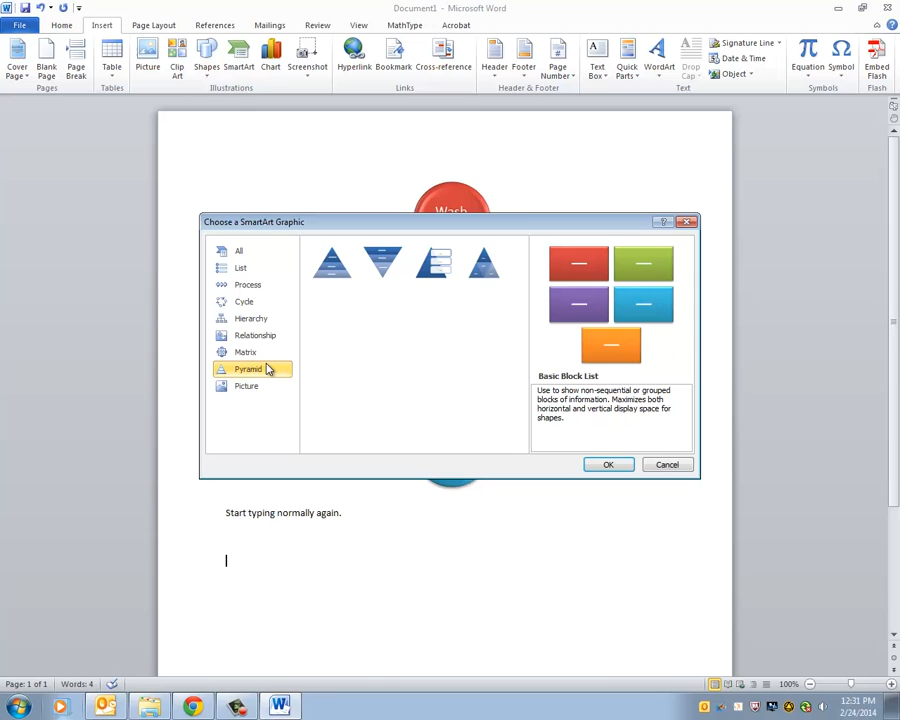 Document1 - Microsoft Word
File Home Insert Page Layout References Mailings Review View MathType Acrobat
Cover Page Blank Page Page Break Table Picture Clip Art Shapes SmartArt Chart Screenshot Hyperlink Bookmark Cross-reference Header Footer Page Number Text Box Quick Parts WordArt Drop Cap Signature Line Date & Time Object Equation Symbol Embed Flash
Pages Tables Illustrations Links Header & Footer Text Symbols Flash
Wash
Choose a SmartArt Graphic
All
List
Process
Cycle
Hierarchy
Relationship
Matrix
Pyramid
Picture
Basic Block List
Use to show non-sequential or grouped
blocks of information. Maximizes both
horizontal and vertical display space for
shapes.
OK Cancel
Start typing normally again.
Page: 1 of 1 Words: 4 100%
12:31 PM
2/24/2014